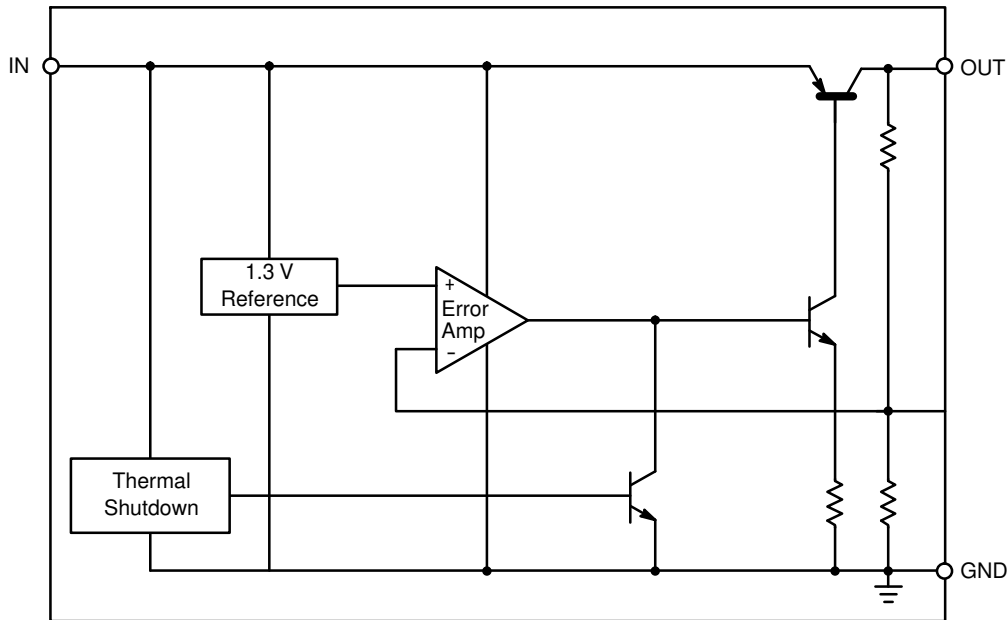 IN
OUT
1.3 V
Reference
+
Error
Amp
-
Thermal
Shutdown
GND